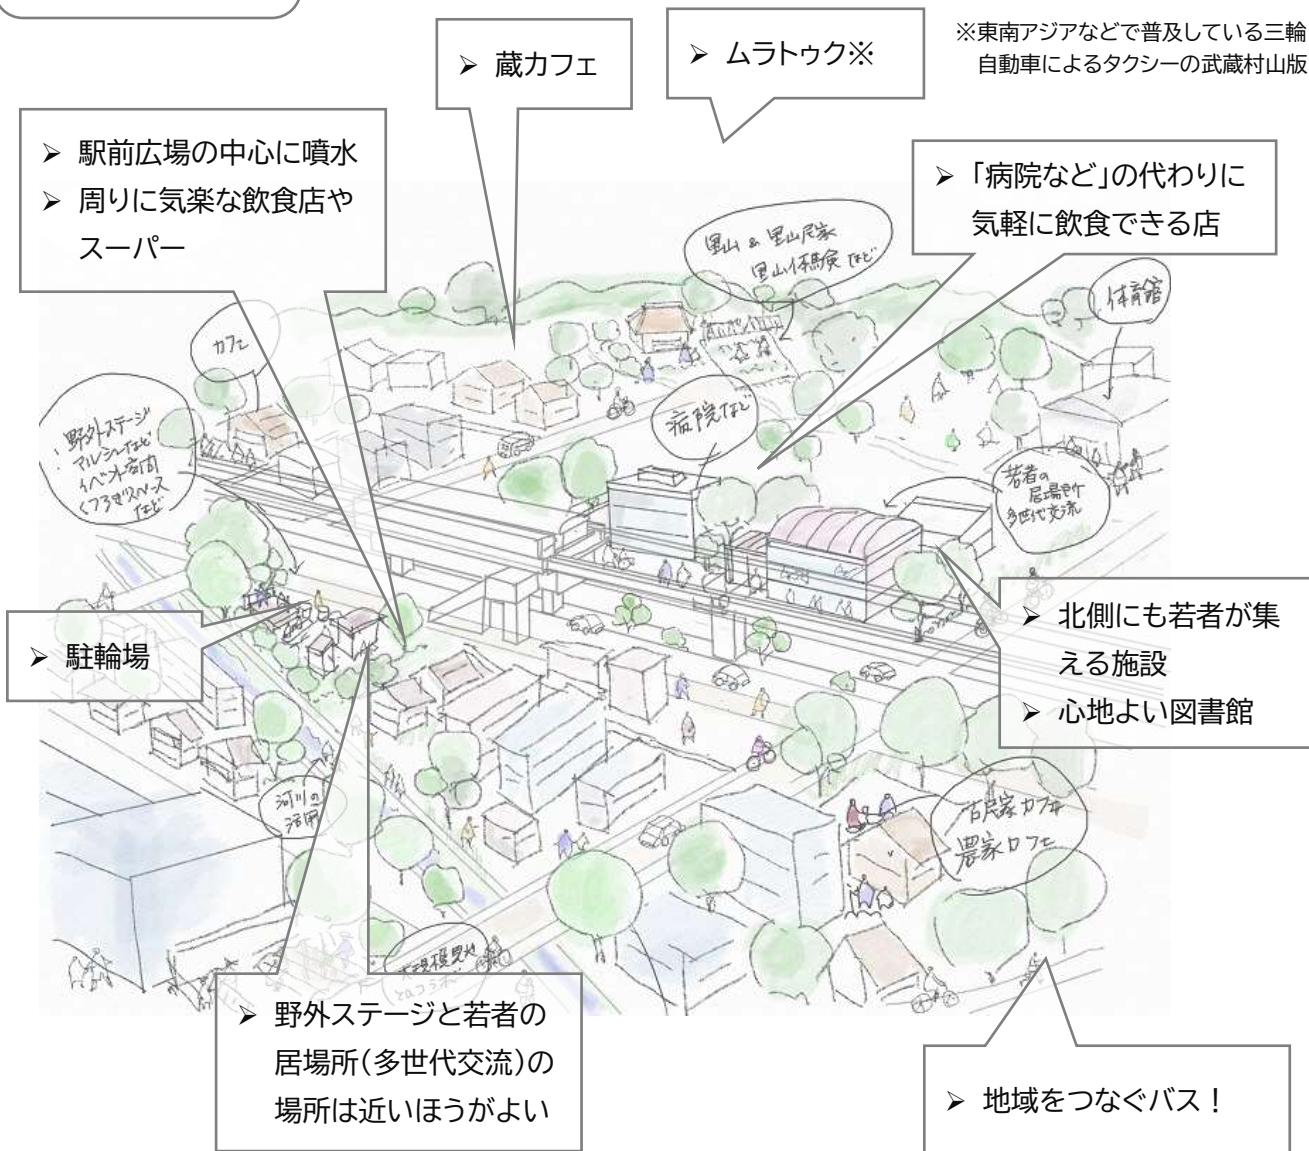 ➢ 蔵カフェ
➢ ムラトゥク※
※東南アジアなどで普及している三輪
自動車によるタクシーの武蔵村山版
➢ 駅前広場の中心に噴水
➢ 周りに気楽な飲食店や
スーパー
➢ 「病院など」の代わりに
気軽に飲食できる店
里山 & 里山民家
里山体験 など
体育館
カフェ
野外ステージ
マルシェなど
イベント空間
くつろぎスペース
など
病院など
若者の
居場所
多世代交流
➢ 駐輪場
➢ 北側にも若者が集
える施設
➢ 心地よい図書館
河川の
活用
古民家カフェ
農家カフェ
➢ 野外ステージと若者の
居場所(多世代交流)の
場所は近いほうがよい
➢ 地域をつなぐバス！